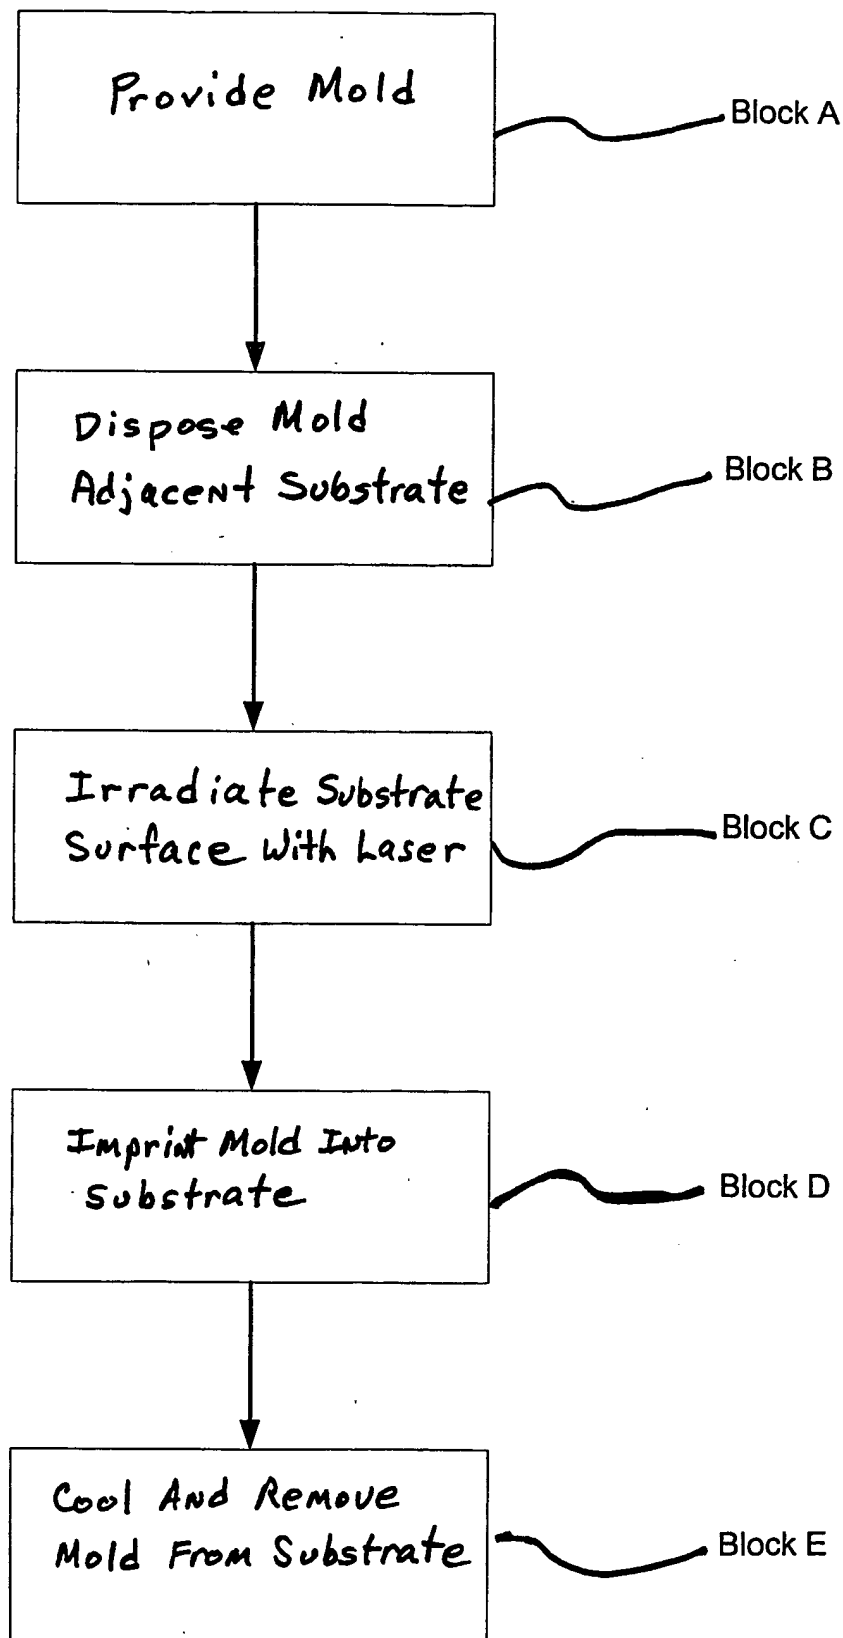 Provide Mold
Block A
Dispose Mold
Adjacent Substrate
Block B
Irradiate Substrate
Surface With Laser
Block C
Imprint Mold Into
Substrate
Block D
Cool And Remove
Mold From Substrate
Block E